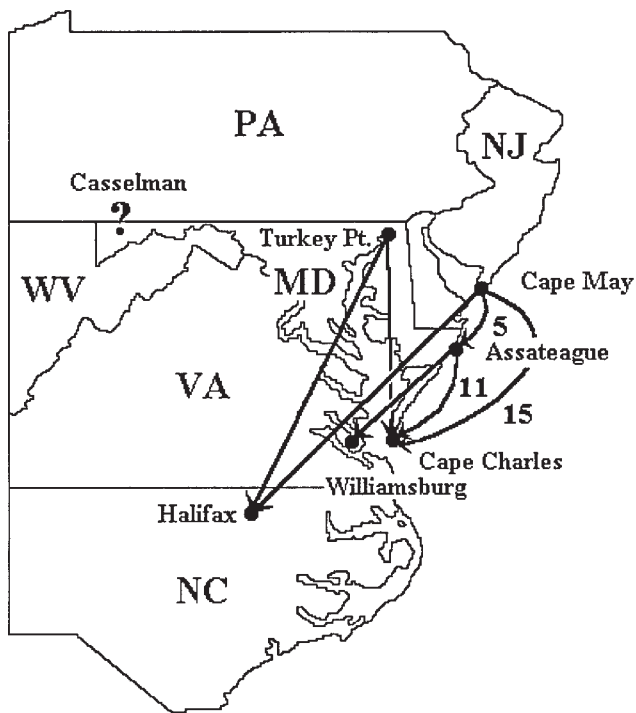 PA
NJ
Casselman
?
Turkey Pt.
WV
MD
Cape May
5
Assateague
VA
11
15
Cape Charles
Williamsburg
Halifax
NC